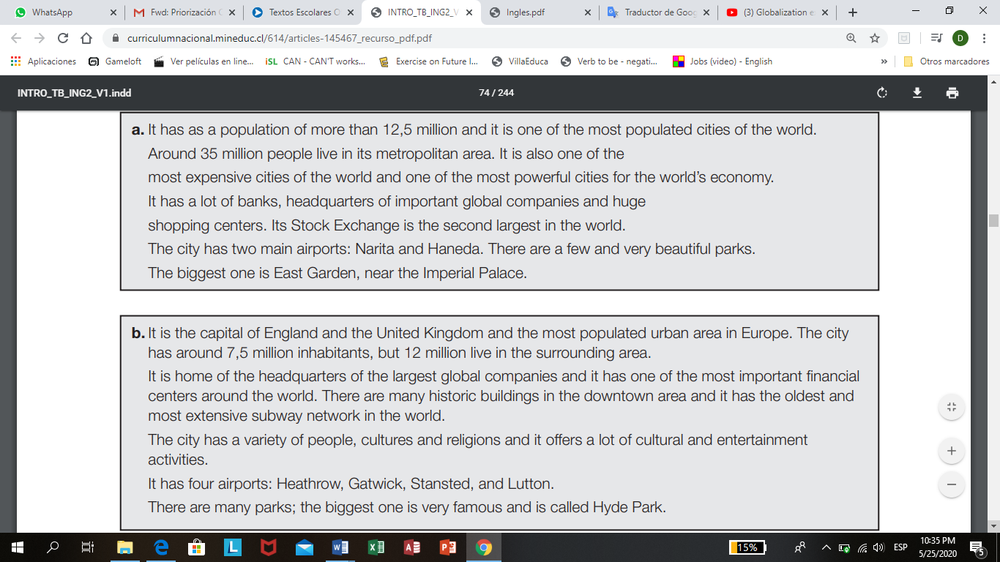 WhatsApp
Fwd: Priorización C
Textos Escolares O
INTRO_TB_ING2_V
Ingles.pdf
Traductor de Goog
(3) Globalization e
curriculumnacional.mineduc.cl/614/articles-145467_recurso_pdf.pdf
D
Aplicaciones
Gameloft
Ver películas en line...
iSL CAN - CAN'T works...
Exercise on Future I...
VillaEduca
Verb to be - negati...
Jobs (video) - English
»
Otros marcadores
INTRO_TB_ING2_V1.indd
74 / 244
a. It has as a population of more than 12,5 million and it is one of the most populated cities of the world.
Around 35 million people live in its metropolitan area. It is also one of the
most expensive cities of the world and one of the most powerful cities for the world's economy.
It has a lot of banks, headquarters of important global companies and huge
shopping centers. Its Stock Exchange is the second largest in the world.
The city has two main airports: Narita and Haneda. There are a few and very beautiful parks.
The biggest one is East Garden, near the Imperial Palace.
b. It is the capital of England and the United Kingdom and the most populated urban area in Europe. The city
has around 7,5 million inhabitants, but 12 million live in the surrounding area.
It is home of the headquarters of the largest global companies and it has one of the most important financial
centers around the world. There are many historic buildings in the downtown area and it has the oldest and
most extensive subway network in the world.
The city has a variety of people, cultures and religions and it offers a lot of cultural and entertainment
activities.
It has four airports: Heathrow, Gatwick, Stansted, and Lutton.
There are many parks; the biggest one is very famous and is called Hyde Park.
15%
ESP
10:35 PM
5/25/2020
5